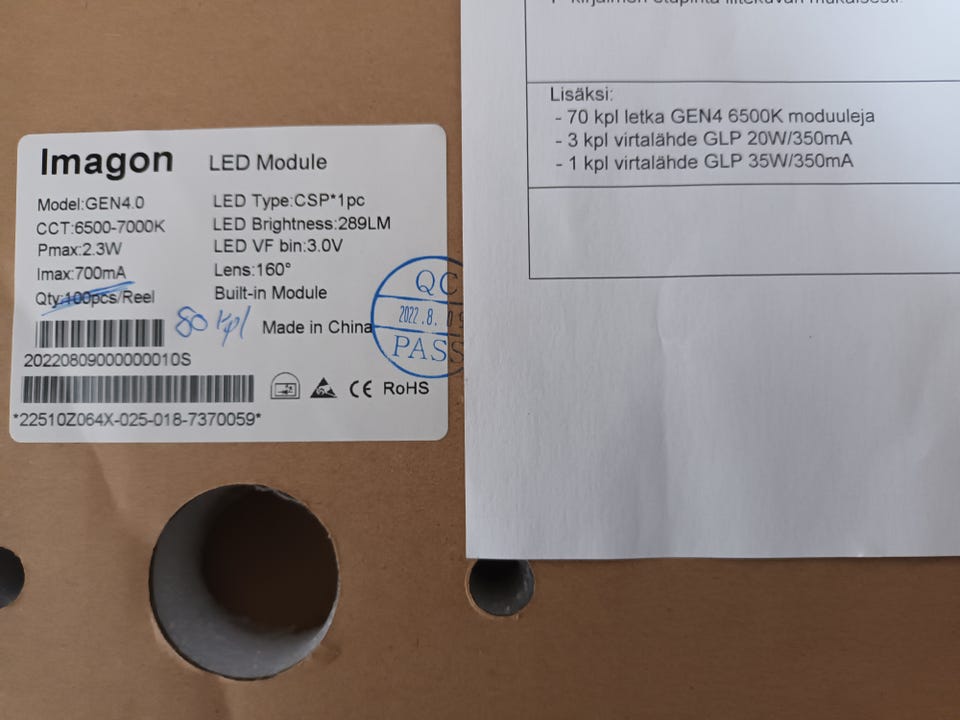 Imagon LED Module
Model:GEN4.0
CCT:6500-7000K
Pmax:2.3W
Imax:700mA
Qty:100pcs/Reel
80 kpl
LED Type:CSP*1pc
LED Brightness:289LM
LED VF bin:3.0V
Lens:160°
Built-in Module
Made in China
QC
2022.8.09
PASS
20220809000000010S
CE RoHS
*22510Z064X-025-018-7370059*
Lisäksi:
- 70 kpl letka GEN4 6500K moduuleja
- 3 kpl virtalähde GLP 20W/350mA
- 1 kpl virtalähde GLP 35W/350mA